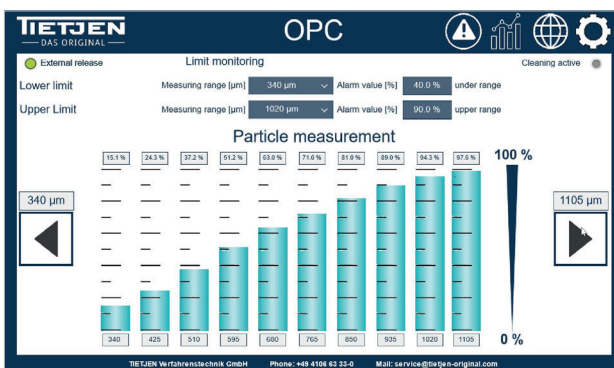 TIETJEN
DAS ORIGINAL
OPC
External release
Limit monitoring
Cleaning active
Lower limit
Measuring range [µm]
340 µm
Alarm value [%]
40.0 %
under range
Upper Limit
Measuring range [µm]
1020 µm
Alarm value [%]
90.0 %
upper range
Particle measurement
15.1 % 24.3 % 37.2 % 51.2 % 63.0 % 71.6 % 81.0 % 89.0 % 94.3 % 97.6 %
100 %
340 µm
1105 µm
340 425 510 595 680 765 850 935 1020 1105
0 %
TIETJEN Verfahrenstechnik GmbH Phone: +49 4106 63 33-0 Mail: service@tietjen-original.com